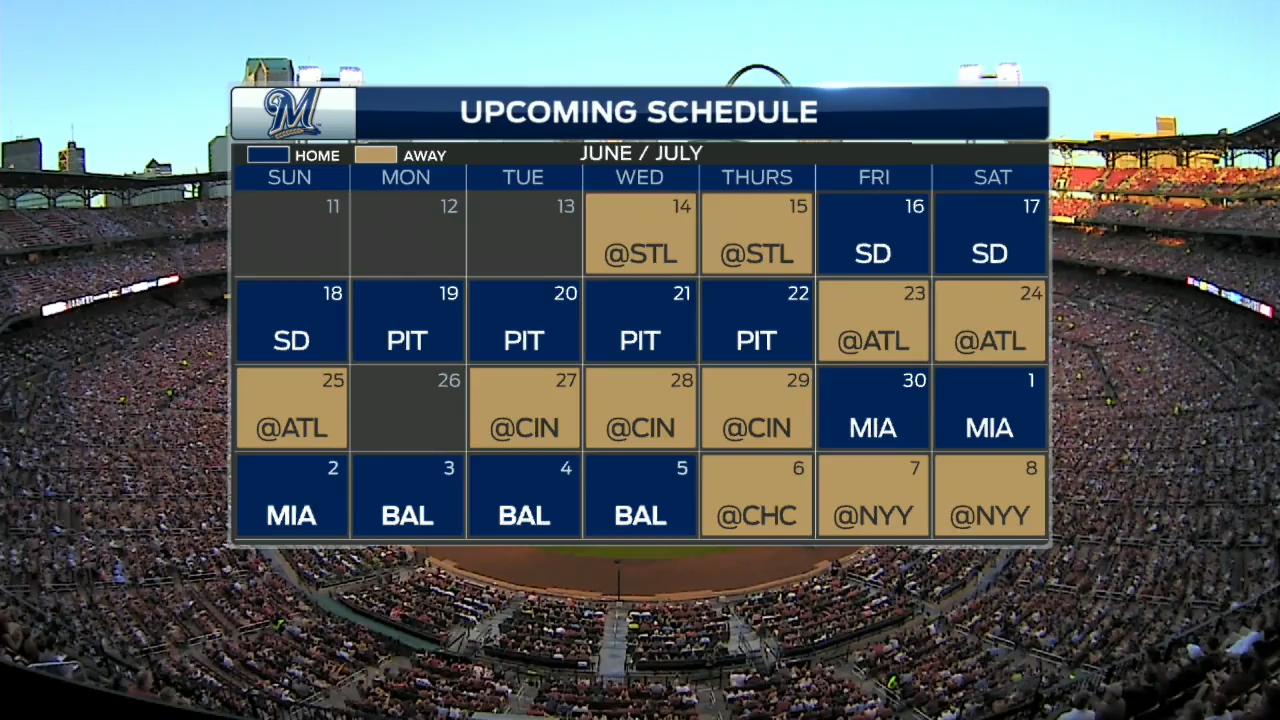 M
UPCOMING SCHEDULE
HOME AWAY JUNE / JULY
SUN MON TUE WED THURS FRI SAT
11 12 13 14 15 16 17
@STL @STL SD SD
18 19 20 21 22 23 24
SD PIT PIT PIT PIT @ATL @ATL
25 26 27 28 29 30 1
@ATL @CIN @CIN @CIN MIA MIA
2 3 4 5 6 7 8
MIA BAL BAL BAL @CHC @NYY @NYY